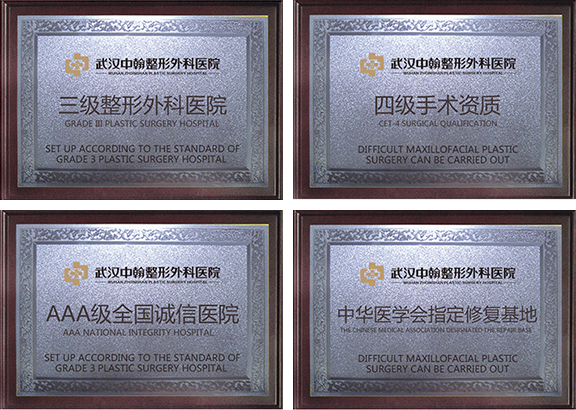 武汉中翰整形外科医院
WUHAN ZHONGHAN PLASTIC SURGERY HOSPITAL
三级整形外科医院
GRADE III PLASTIC SURGERY HOSPITAL
SET UP ACCORDING TO THE STANDARD OF
GRADE 3 PLASTIC SURGERY HOSPITAL
武汉中翰整形外科医院
WUHAN ZHONGHAN PLASTIC SURGERY HOSPITAL
四级手术资质
CET-4 SURGICAL QUALIFICATION
DIFFICULT MAXILLOFACIAL PLASTIC
SURGERY CAN BE CARRIED OUT
武汉中翰整形外科医院
WUHAN ZHONGHAN PLASTIC SURGERY HOSPITAL
AAA级全国诚信医院
AAA NATIONAL INTEGRITY HOSPITAL
SET UP ACCORDING TO THE STANDARD OF
GRADE 3 PLASTIC SURGERY HOSPITAL
武汉中翰整形外科医院
WUHAN ZHONGHAN PLASTIC SURGERY HOSPITAL
中华医学会指定修复基地
THE CHINESE MEDICAL ASSOCIATION DESIGNATED THE REPAIR BASE
DIFFICULT MAXILLOFACIAL PLASTIC
SURGERY CAN BE CARRIED OUT